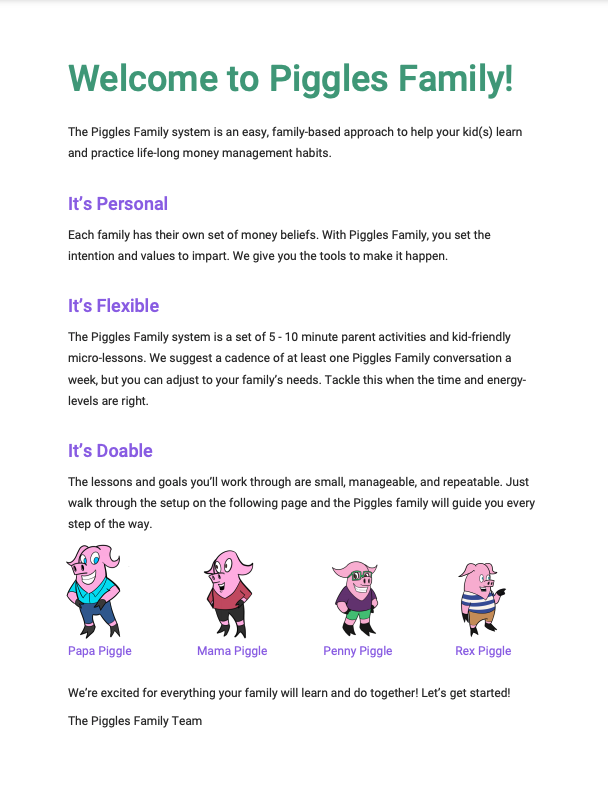 Welcome to Piggles Family!
The Piggles Family system is an easy, family-based approach to help your kid(s) learn
and practice life-long money management habits.
It’s Personal
Each family has their own set of money beliefs. With Piggles Family, you set the
intention and values to impart. We give you the tools to make it happen.
It’s Flexible
The Piggles Family system is a set of 5 - 10 minute parent activities and kid-friendly
micro-lessons. We suggest a cadence of at least one Piggles Family conversation a
week, but you can adjust to your family’s needs. Tackle this when the time and energy-
levels are right.
It’s Doable
The lessons and goals you’ll work through are small, manageable, and repeatable. Just
walk through the setup on the following page and the Piggles family will guide you every
step of the way.
Papa Piggle Mama Piggle Penny Piggle Rex Piggle
We’re excited for everything your family will learn and do together! Let’s get started!
The Piggles Family Team